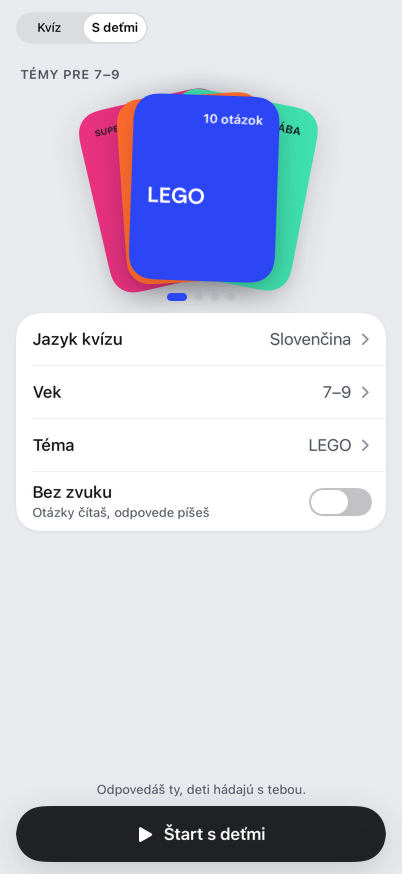 Kvíz
S deťmi
TÉMY PRE 7–9
10 otázok
LEGO
Jazyk kvízu
Slovenčina
Vek
7–9
Téma
LEGO
Bez zvuku
Otázky čítaš, odpovede píšeš
Odpovedáš ty, deti hádajú s tebou.
Štart s deťmi